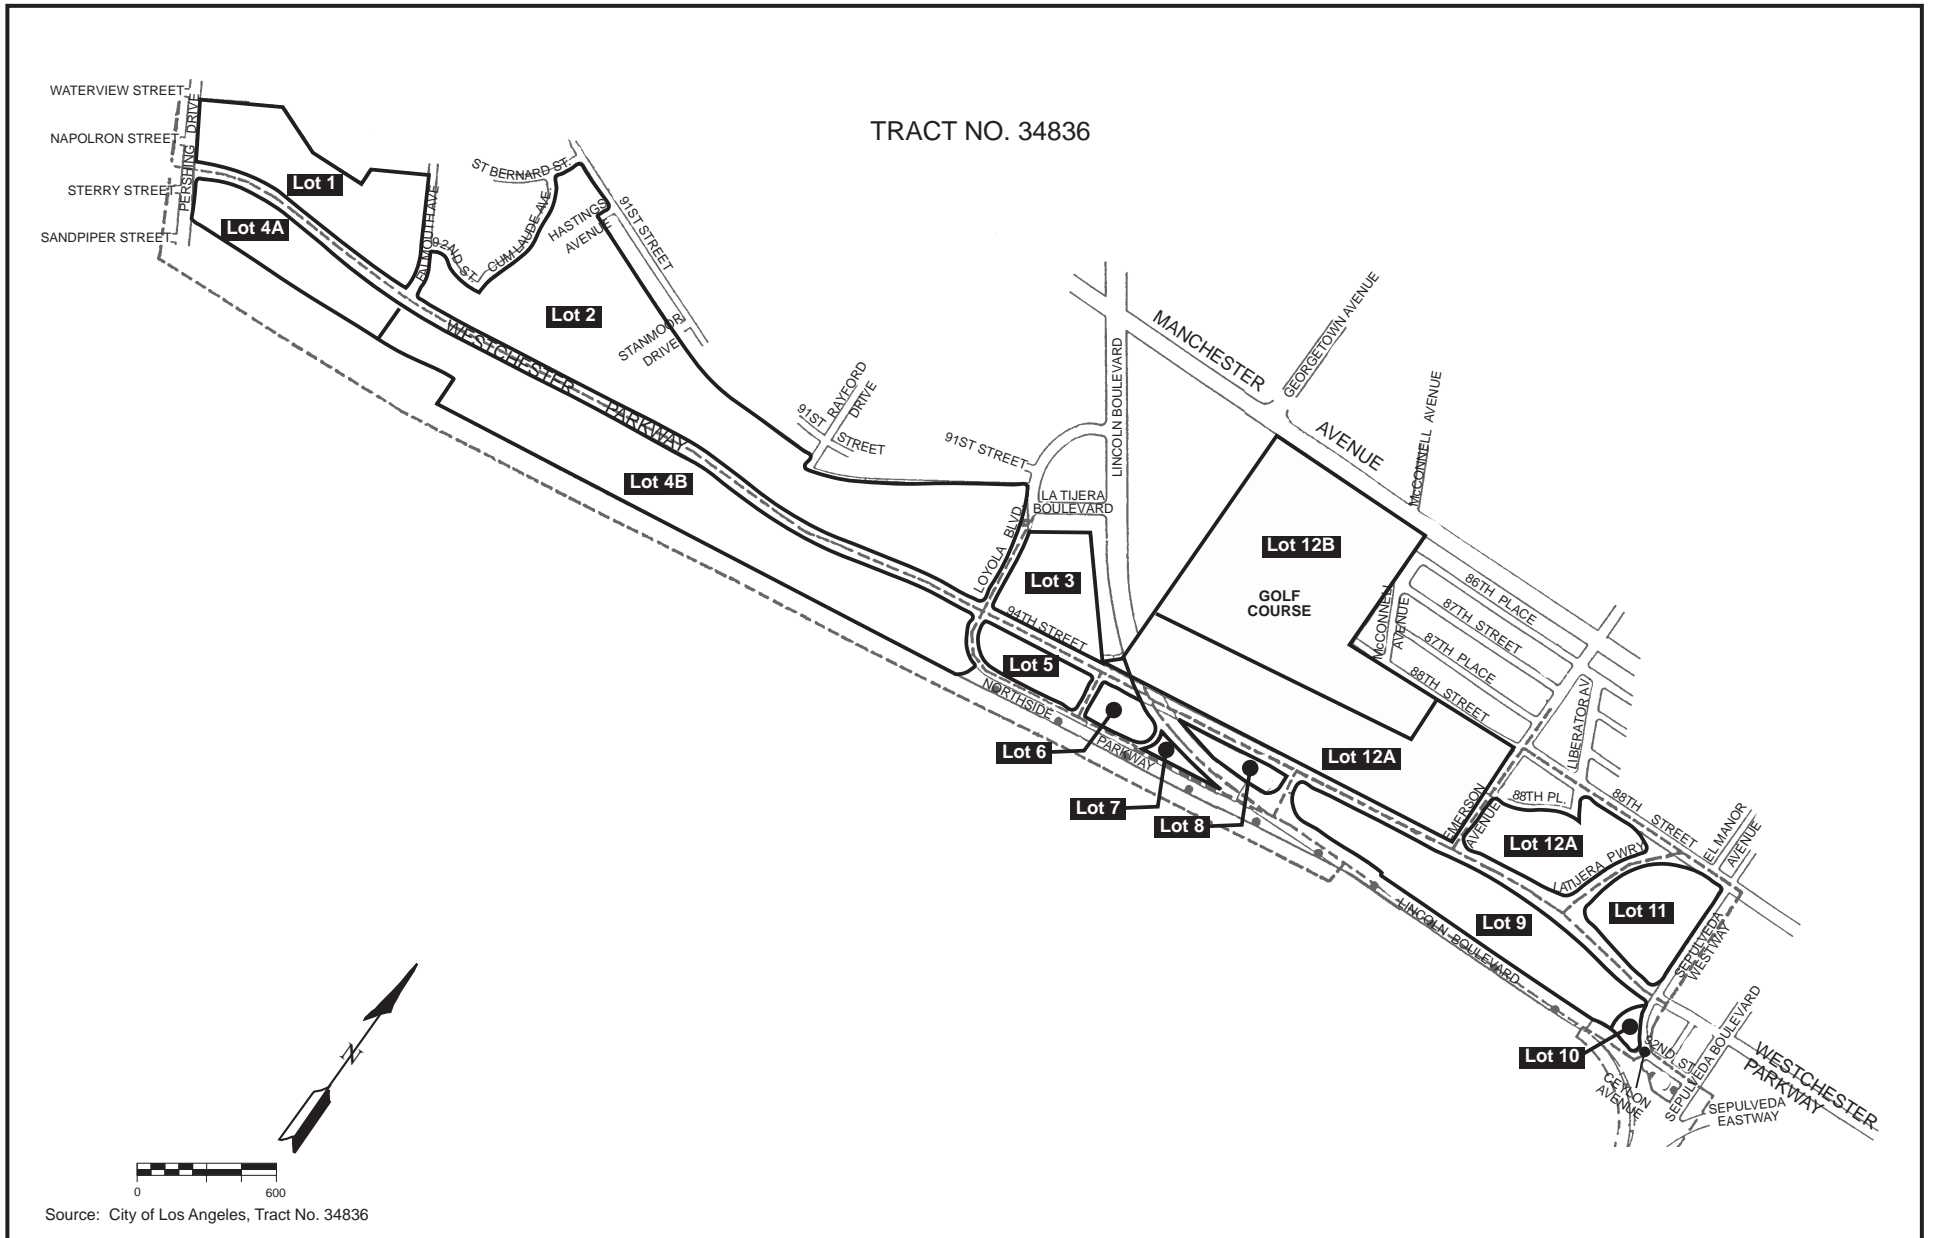 TRACT NO. 34836
WATERVIEW STREET
NAPOLRON STREET
STERRY STREET
SANDPIPER STREET
PERSHING DRIVE
Lot 1
Lot 4A
FALMOUTH AVE
92ND ST.
ST BERNARD ST.
CUM LAUDE AVE.
HASTINGS
AVENUE
91ST STREET
Lot 2
STANMOOR
DRIVE
WESTCHESTER PARKWAY
Lot 4B
RAYFORD
DRIVE
91ST STREET
91ST STREET
LINCOLN BOULEVARD
LA TIJERA
BOULEVARD
LOYOLA BLVD.
Lot 3
94TH STREET
MANCHESTER AVENUE
GEORGETOWN AVENUE
McCONNELL AVENUE
Lot 12B
GOLF
COURSE
McCONNELL
AVENUE
86TH PLACE
87TH STREET
87TH PLACE
88TH STREET
LIBERATOR AV
Lot 5
NORTHSIDE PARKWAY
Lot 6
Lot 7
Lot 8
Lot 12A
EMERSON
AVENUE
88TH PL.
88TH STREET
EL MANOR
AVENUE
Lot 12A
LATIJERA PWRY
Lot 11
SEPULVEDA
WESTWAY
Lot 9
LINCOLN BOULEVARD
Lot 10
92ND ST
CEYLON
AVENUE
SEPULVEDA BOULEVARD
SEPULVEDA
EASTWAY
WESTCHESTER
PARKWAY
N
0 600
Source: City of Los Angeles, Tract No. 34836